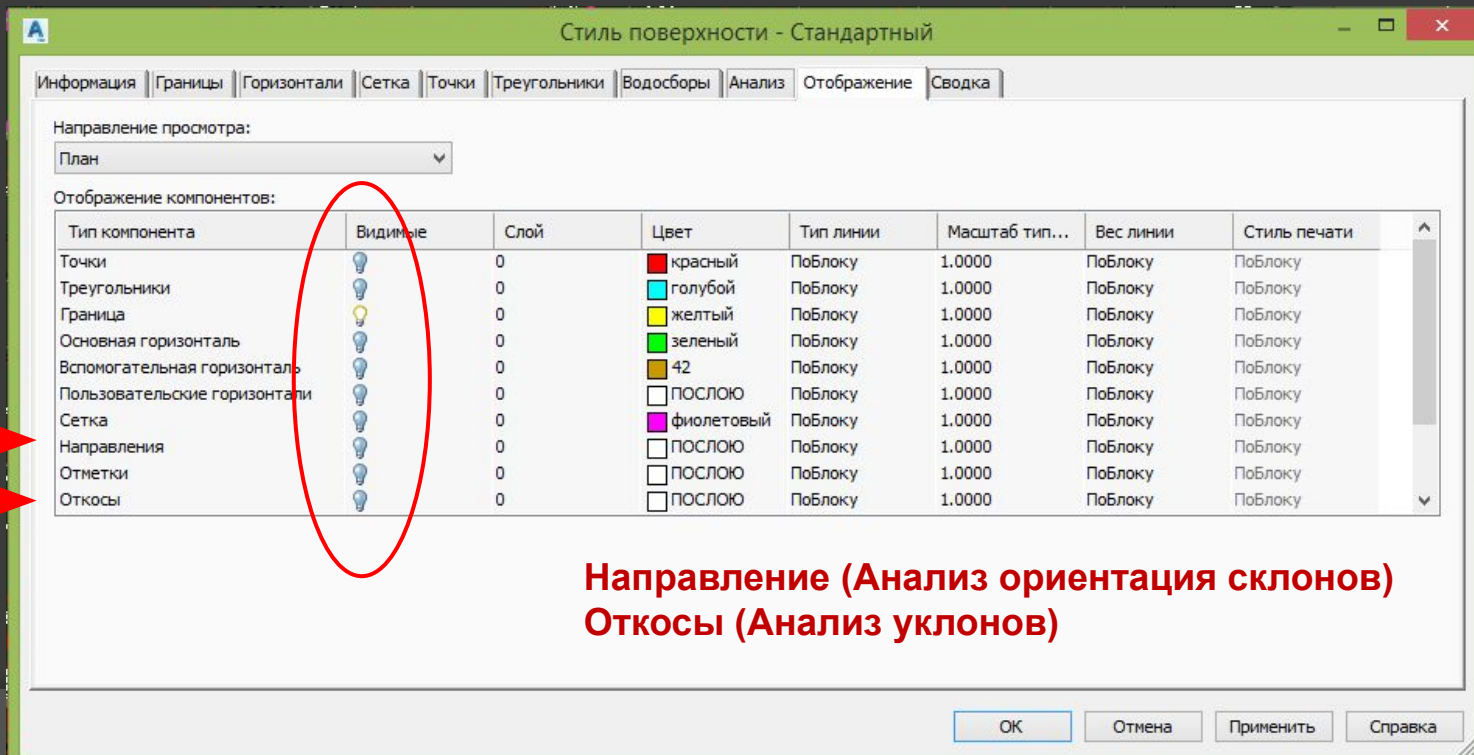 Стиль поверхности - Стандартный
Информация Границы Горизонтали Сетка Точки Треугольники Водосборы Анализ Отображение Сводка
Направление просмотра:
План
Отображение компонентов:
Тип компонента Видимые Слой Цвет Тип линии Масштаб тип... Вес линии Стиль печати
Точки 0 красный ПоБлоку 1.0000 ПоБлоку ПоБлоку
Треугольники 0 голубой ПоБлоку 1.0000 ПоБлоку ПоБлоку
Граница 0 желтый ПоБлоку 1.0000 ПоБлоку ПоБлоку
Основная горизонталь 0 зеленый ПоБлоку 1.0000 ПоБлоку ПоБлоку
Вспомогательная горизонталь 0 42 ПоБлоку 1.0000 ПоБлоку ПоБлоку
Пользовательские горизонтали 0 ПОСЛОЮ ПоБлоку 1.0000 ПоБлоку ПоБлоку
Сетка 0 фиолетовый ПоБлоку 1.0000 ПоБлоку ПоБлоку
Направления 0 ПОСЛОЮ ПоБлоку 1.0000 ПоБлоку ПоБлоку
Отметки 0 ПОСЛОЮ ПоБлоку 1.0000 ПоБлоку ПоБлоку
Откосы 0 ПОСЛОЮ ПоБлоку 1.0000 ПоБлоку ПоБлоку
Направление (Анализ ориентация склонов)
Откосы (Анализ уклонов)
OK Отмена Применить Справка